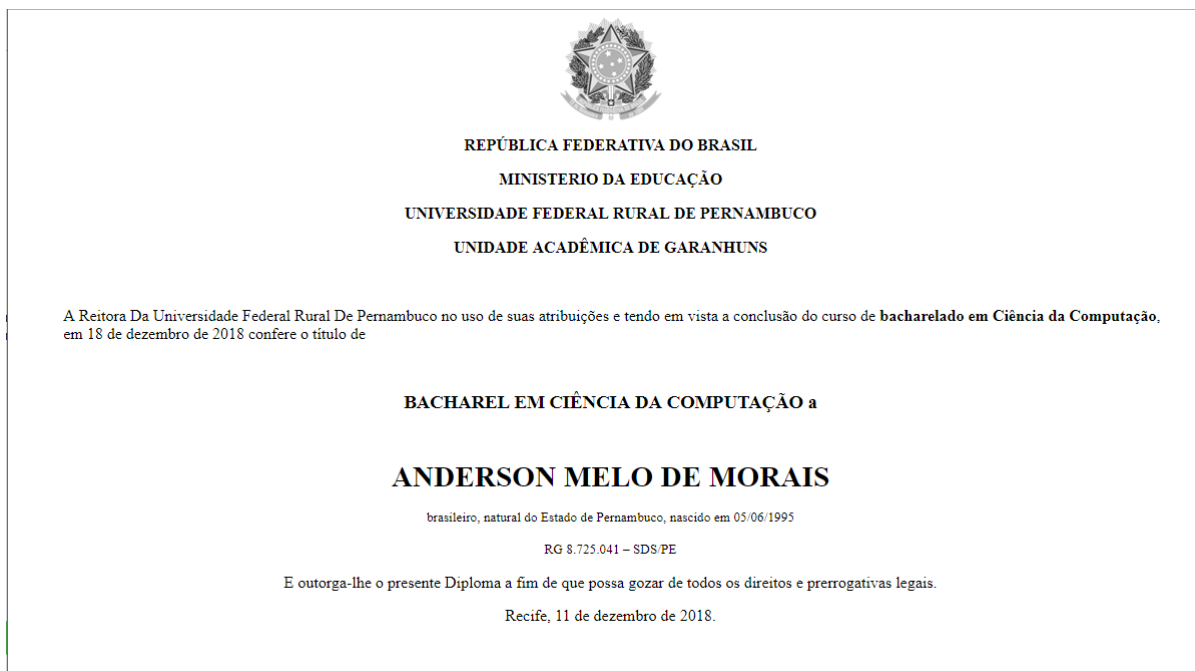 REPÚBLICA FEDERATIVA DO BRASIL
MINISTERIO DA EDUCAÇÃO
UNIVERSIDADE FEDERAL RURAL DE PERNAMBUCO
UNIDADE ACADÊMICA DE GARANHUNS
A Reitora Da Universidade Federal Rural De Pernambuco no uso de suas atribuições e tendo em vista a conclusão do curso de bacharelado em Ciência da Computação,
em 18 de dezembro de 2018 confere o título de
BACHAREL EM CIÊNCIA DA COMPUTAÇÃO a
ANDERSON MELO DE MORAIS
brasileiro, natural do Estado de Pernambuco, nascido em 05/06/1995
RG 8.725.041 – SDS/PE
E outorga-lhe o presente Diploma a fim de que possa gozar de todos os direitos e prerrogativas legais.
Recife, 11 de dezembro de 2018.